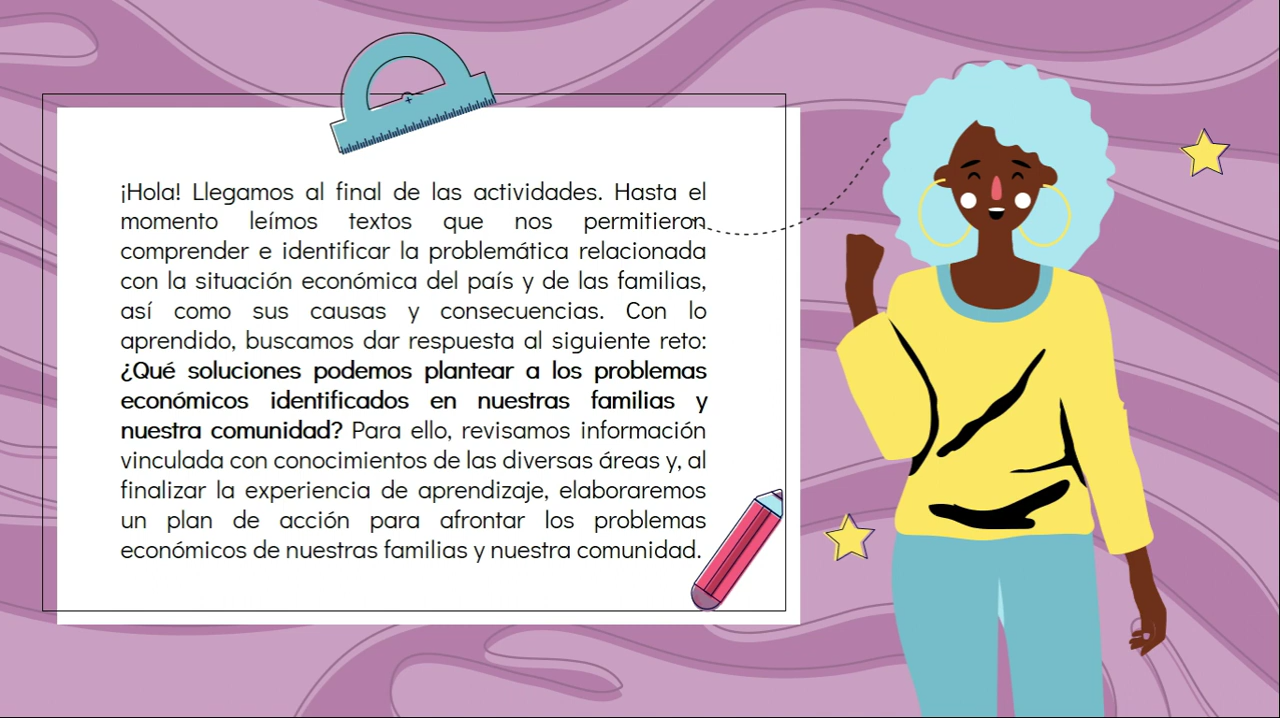 ¡Hola! Llegamos al final de las actividades. Hasta el
momento leímos textos que nos permitieron
comprender e identificar la problemática relacionada
con la situación económica del país y de las familias,
así como sus causas y consecuencias. Con lo
aprendido, buscamos dar respuesta al siguiente reto:
¿Qué soluciones podemos plantear a los problemas
económicos identificados en nuestras familias y
nuestra comunidad? Para ello, revisamos información
vinculada con conocimientos de las diversas áreas y, al
finalizar la experiencia de aprendizaje, elaboraremos
un plan de acción para afrontar los problemas
económicos de nuestras familias y nuestra comunidad.